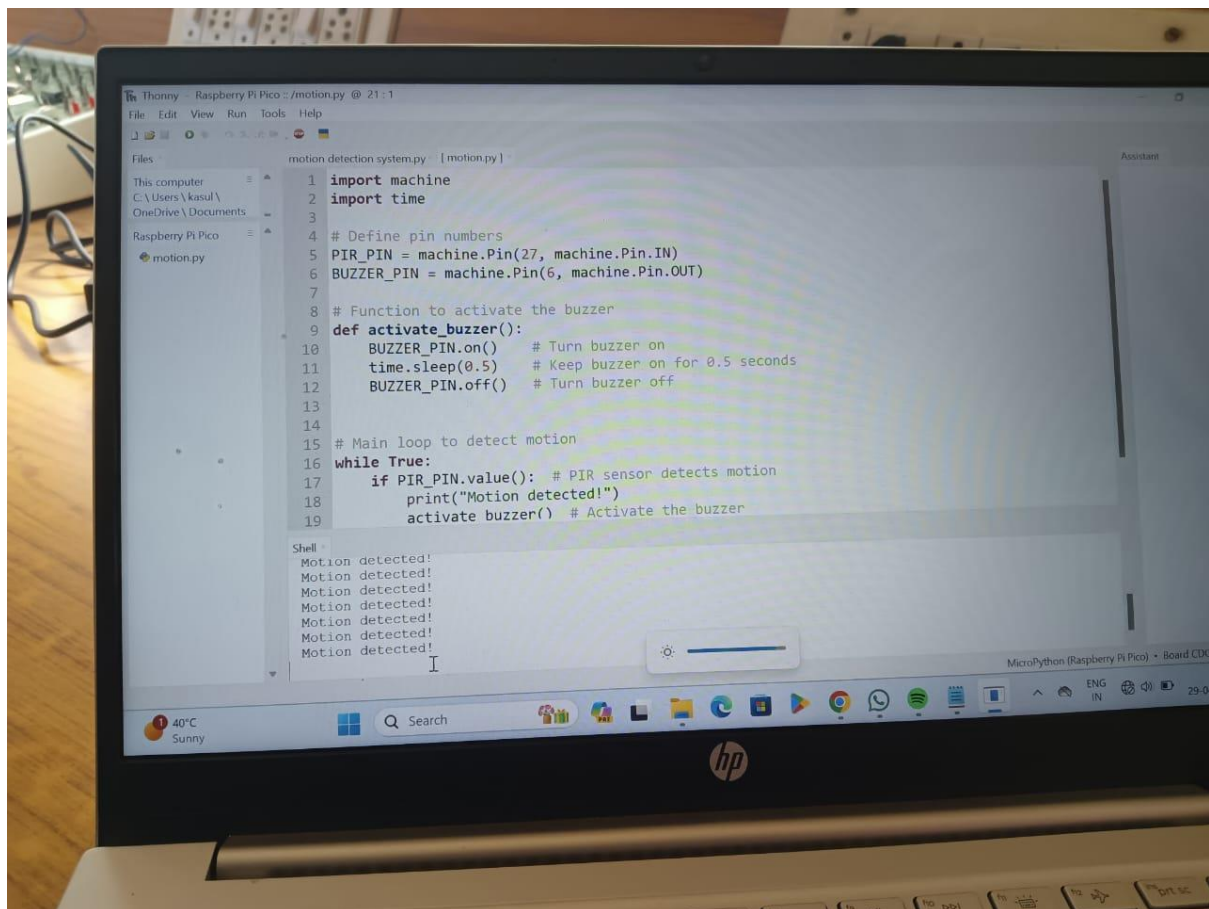 Thonny - Raspberry Pi Pico :: /motion.py @ 21 : 1
File Edit View Run Tools Help
Files
motion detection system.py [ motion.py ]
Assistant
This computer
C: \ Users \ kasul \
OneDrive \ Documents
Raspberry Pi Pico
motion.py
1 import machine
2 import time
3
4 # Define pin numbers
5 PIR_PIN = machine.Pin(27, machine.Pin.IN)
6 BUZZER_PIN = machine.Pin(6, machine.Pin.OUT)
7
8 # Function to activate the buzzer
9 def activate_buzzer():
10 BUZZER_PIN.on() # Turn buzzer on
11 time.sleep(0.5) # Keep buzzer on for 0.5 seconds
12 BUZZER_PIN.off() # Turn buzzer off
13
14
15 # Main loop to detect motion
16 while True:
17 if PIR_PIN.value(): # PIR sensor detects motion
18 print("Motion detected!")
19 activate buzzer() # Activate the buzzer
Shell
Motion detected!
Motion detected!
Motion detected!
Motion detected!
Motion detected!
Motion detected!
Motion detected!
MicroPython (Raspberry Pi Pico) • Board CDC
1
40°C
Sunny
Search
ENG
IN
29-0
hp
prt sc